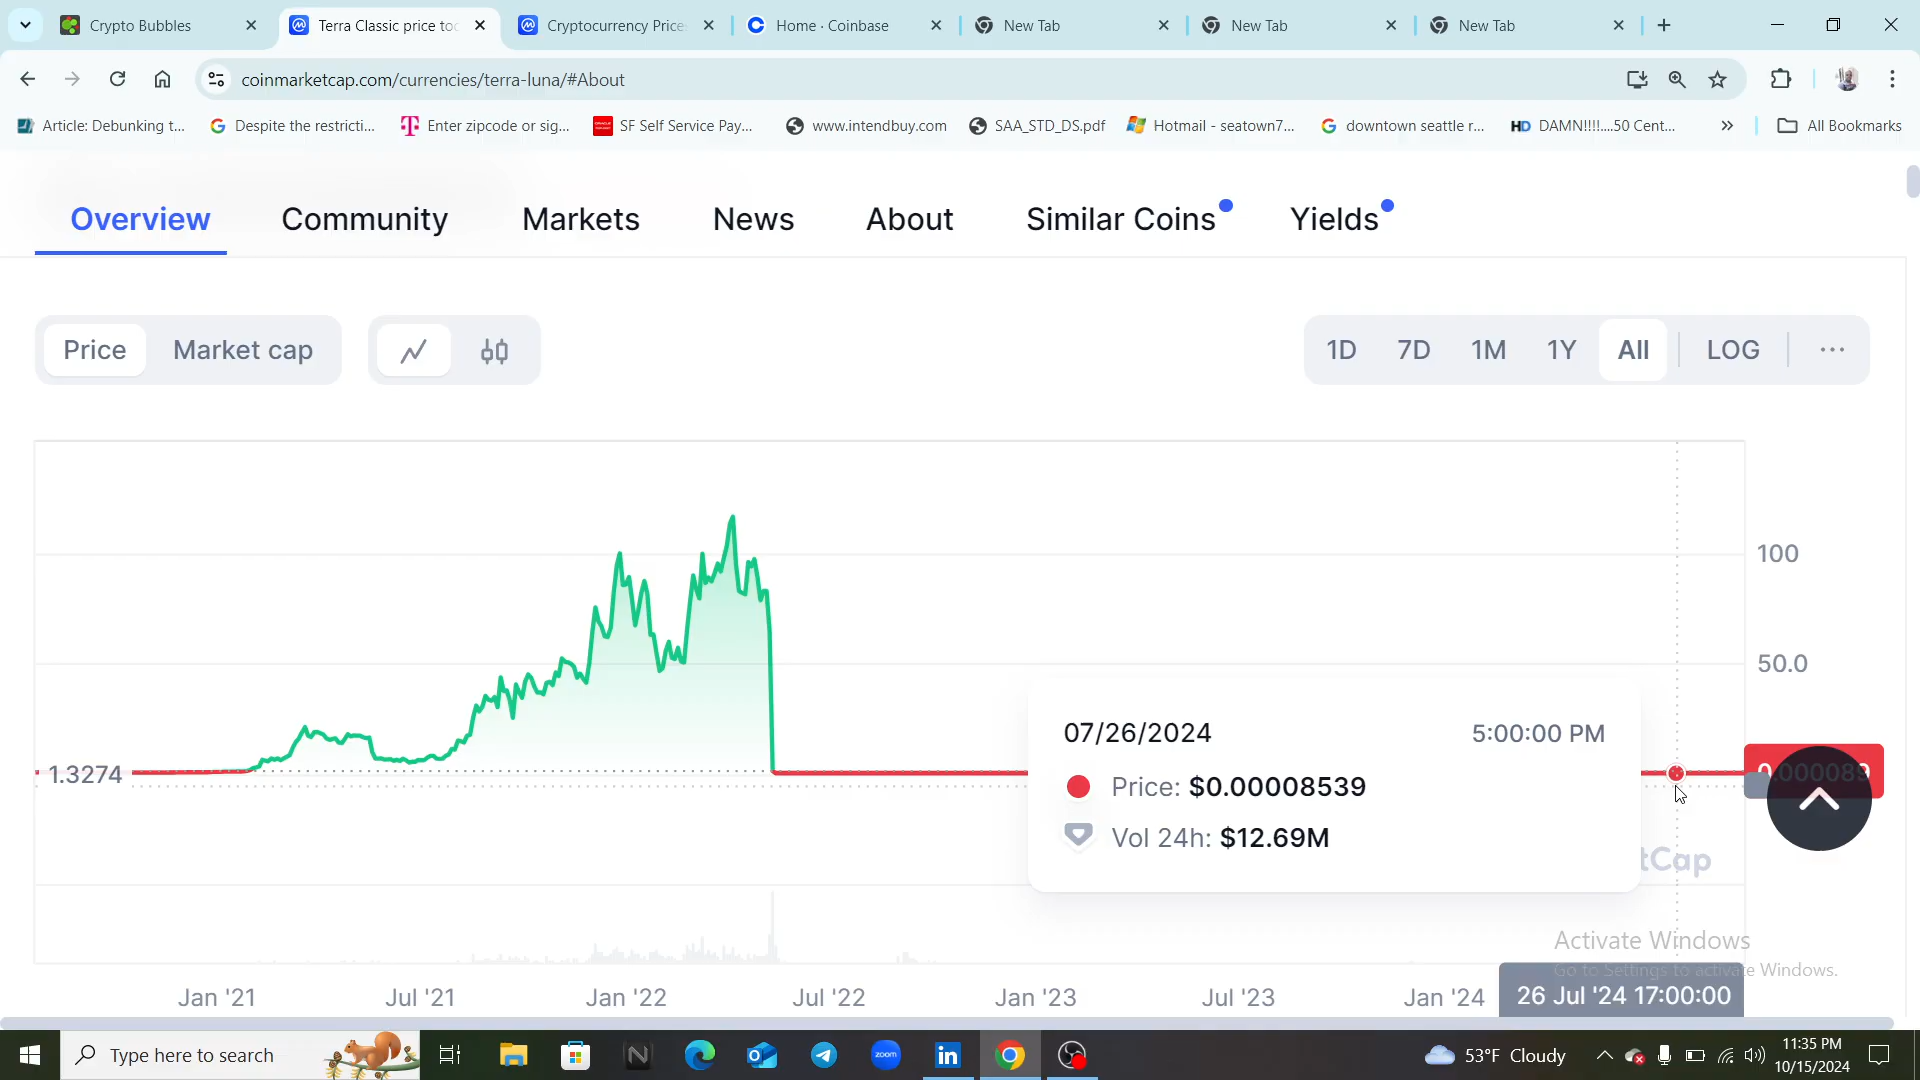 Crypto Bubbles
Terra Classic price to
Cryptocurrency Price
Home · Coinbase
New Tab
New Tab
New Tab
coinmarketcap.com/currencies/terra-luna/#About
Article: Debunking t...
Despite the restricti...
Enter zipcode or sig...
SF Self Service Pay...
www.intendbuy.com
SAA_STD_DS.pdf
Hotmail - seatown7...
downtown seattle r...
HD DAMN!!!!....50 Cent...
All Bookmarks
Overview
Community
Markets
News
About
Similar Coins
Yields
Price
Market cap
1D
7D
1M
1Y
All
LOG
100
50.0
1.3274
0.000089
07/26/2024
5:00:00 PM
Price: $0.00008539
Vol 24h: $12.69M
tCap
Activate Windows
Go to Settings to activate Windows.
Jan '21
Jul '21
Jan '22
Jul '22
Jan '23
Jul '23
Jan '24
26 Jul '24 17:00:00
Type here to search
zoom
in
53°F Cloudy
11:35 PM
10/15/2024